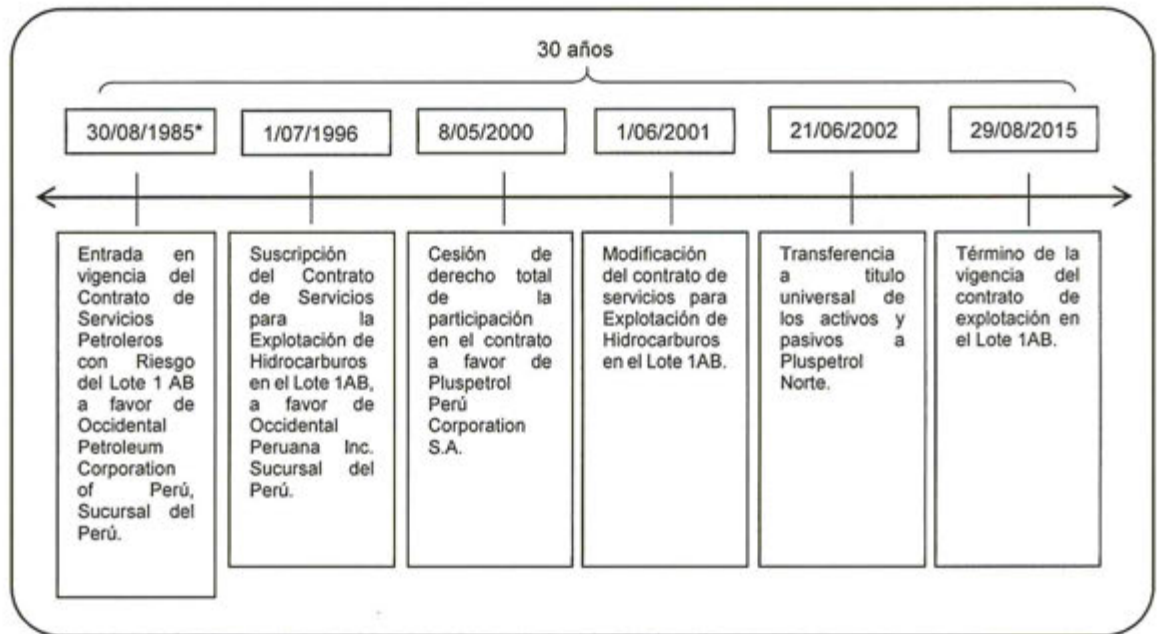 30 años
30/08/1985*
1/07/1996
8/05/2000
1/06/2001
21/06/2002
29/08/2015
Entrada en
vigencia del
Contrato de
Servicios
Petroleros
con Riesgo
del Lote 1 AB
a favor de
Occidental
Petroleum
Corporation
of Perú,
Sucursal del
Perú.
Suscripción
del Contrato
de Servicios
para la
Explotación de
Hidrocarburos
en el Lote 1AB,
a favor de
Occidental
Peruana Inc.
Sucursal del
Perú.
Cesión de
derecho total
de la
participación
en el contrato
a favor de
Pluspetrol
Perú
Corporation
S.A.
Modificación
del contrato de
servicios para
Explotación de
Hidrocarburos
en el Lote 1AB.
Transferencia
a titulo
universal de
los activos y
pasivos a
Pluspetrol
Norte.
Término de la
vigencia del
contrato de
explotación en
el Lote 1AB.